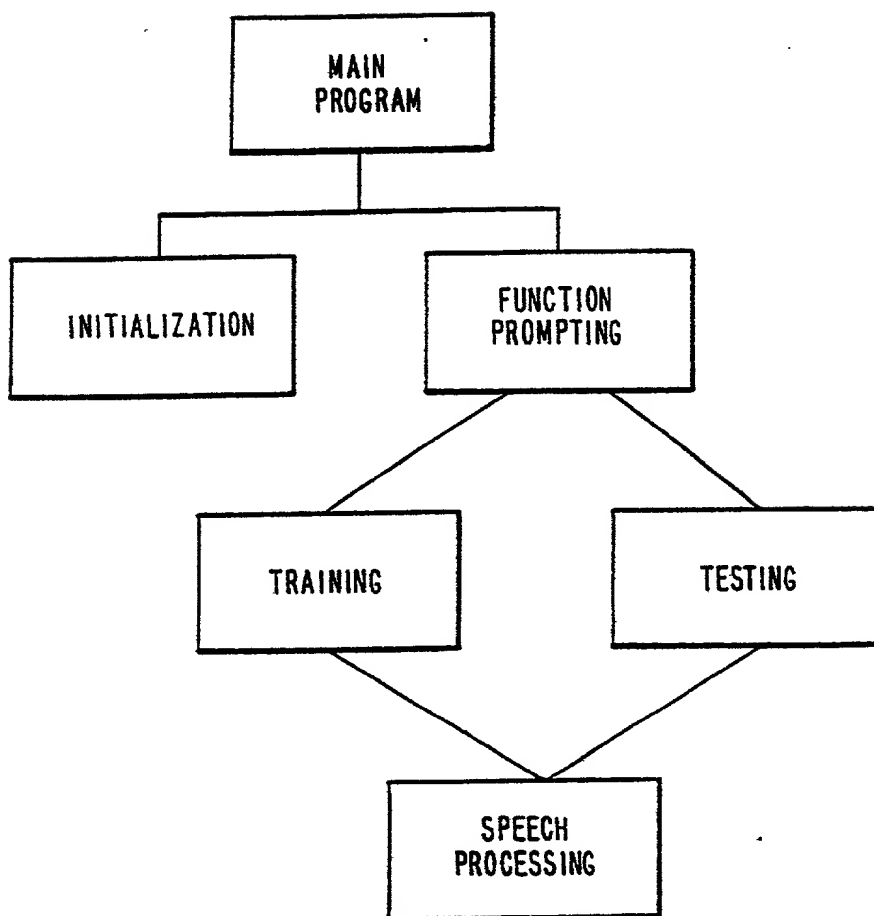 MAIN
PROGRAM
INITIALIZATION
FUNCTION
PROMPTING
TRAINING
TESTING
SPEECH
PROCESSING